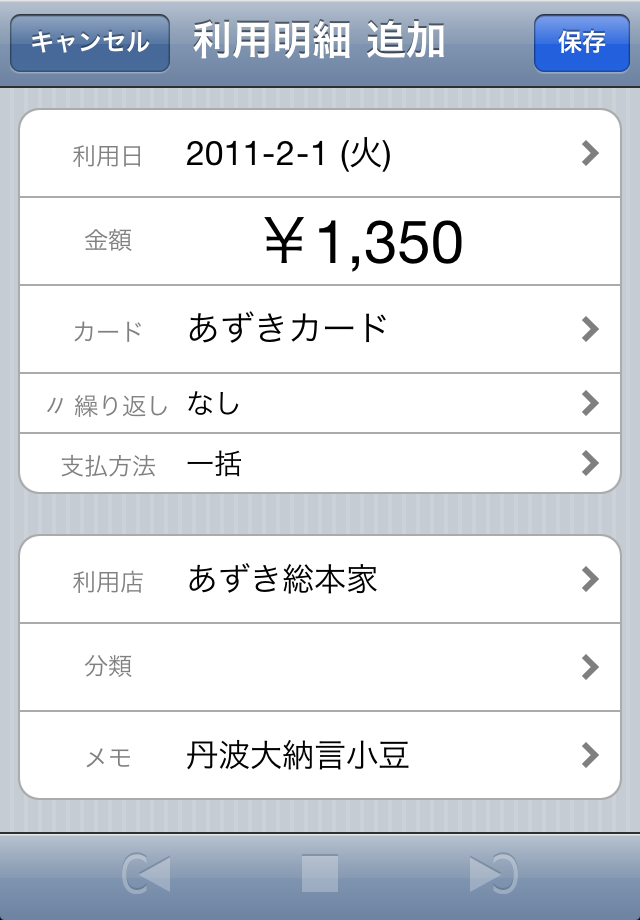 キャンセル 利用明細 追加 保存
利用日 2011-2-1 (火)
金額 ¥1,350
カード あずきカード
〃 繰り返し なし
支払方法 一括
利用店 あずき総本家
分類
メモ 丹波大納言小豆